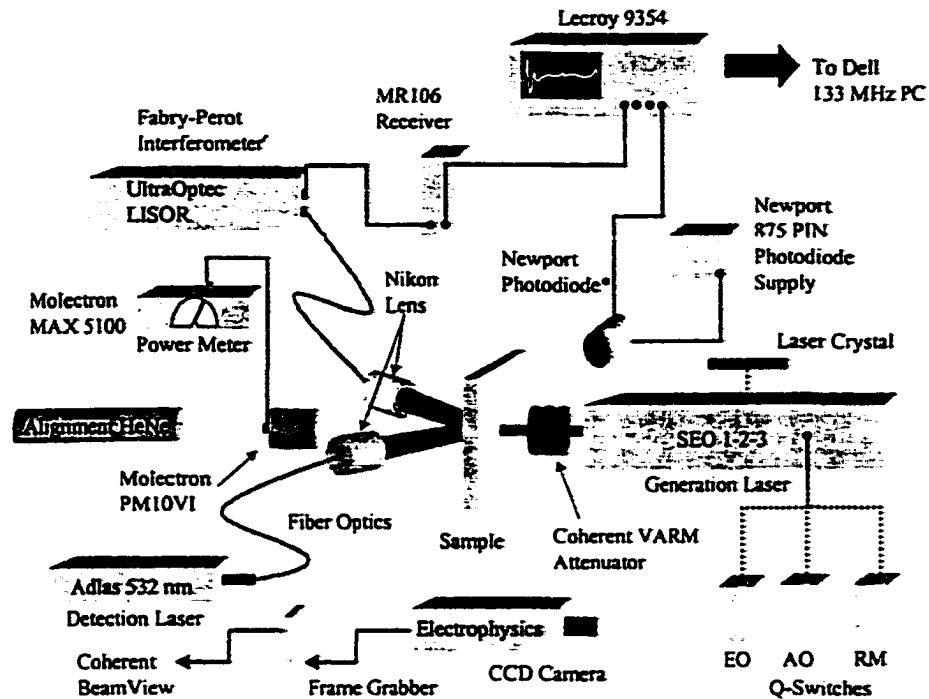 Lecroy 9354
To Dell
133 MHz PC
MR106
Receiver
Fabry-Perot
Interferometer
UltraOptec
LISOR
Newport
875 PIN
Photodiode
Supply
Newport
Photodiode
Nikon
Lens
Molectron
MAX 5100
Power Meter
Laser Crystal
Alignment HeNe
SEO 1-2-3
Molectron
PM10VI
Generation Laser
Fiber Optics
Sample
Coherent VARM
Attenuator
Adlas 532 nm
Detection Laser
Electrophysics
Coherent
BeamView
Frame Grabber
CCD Camera
EO
AO
RM
Q-Switches